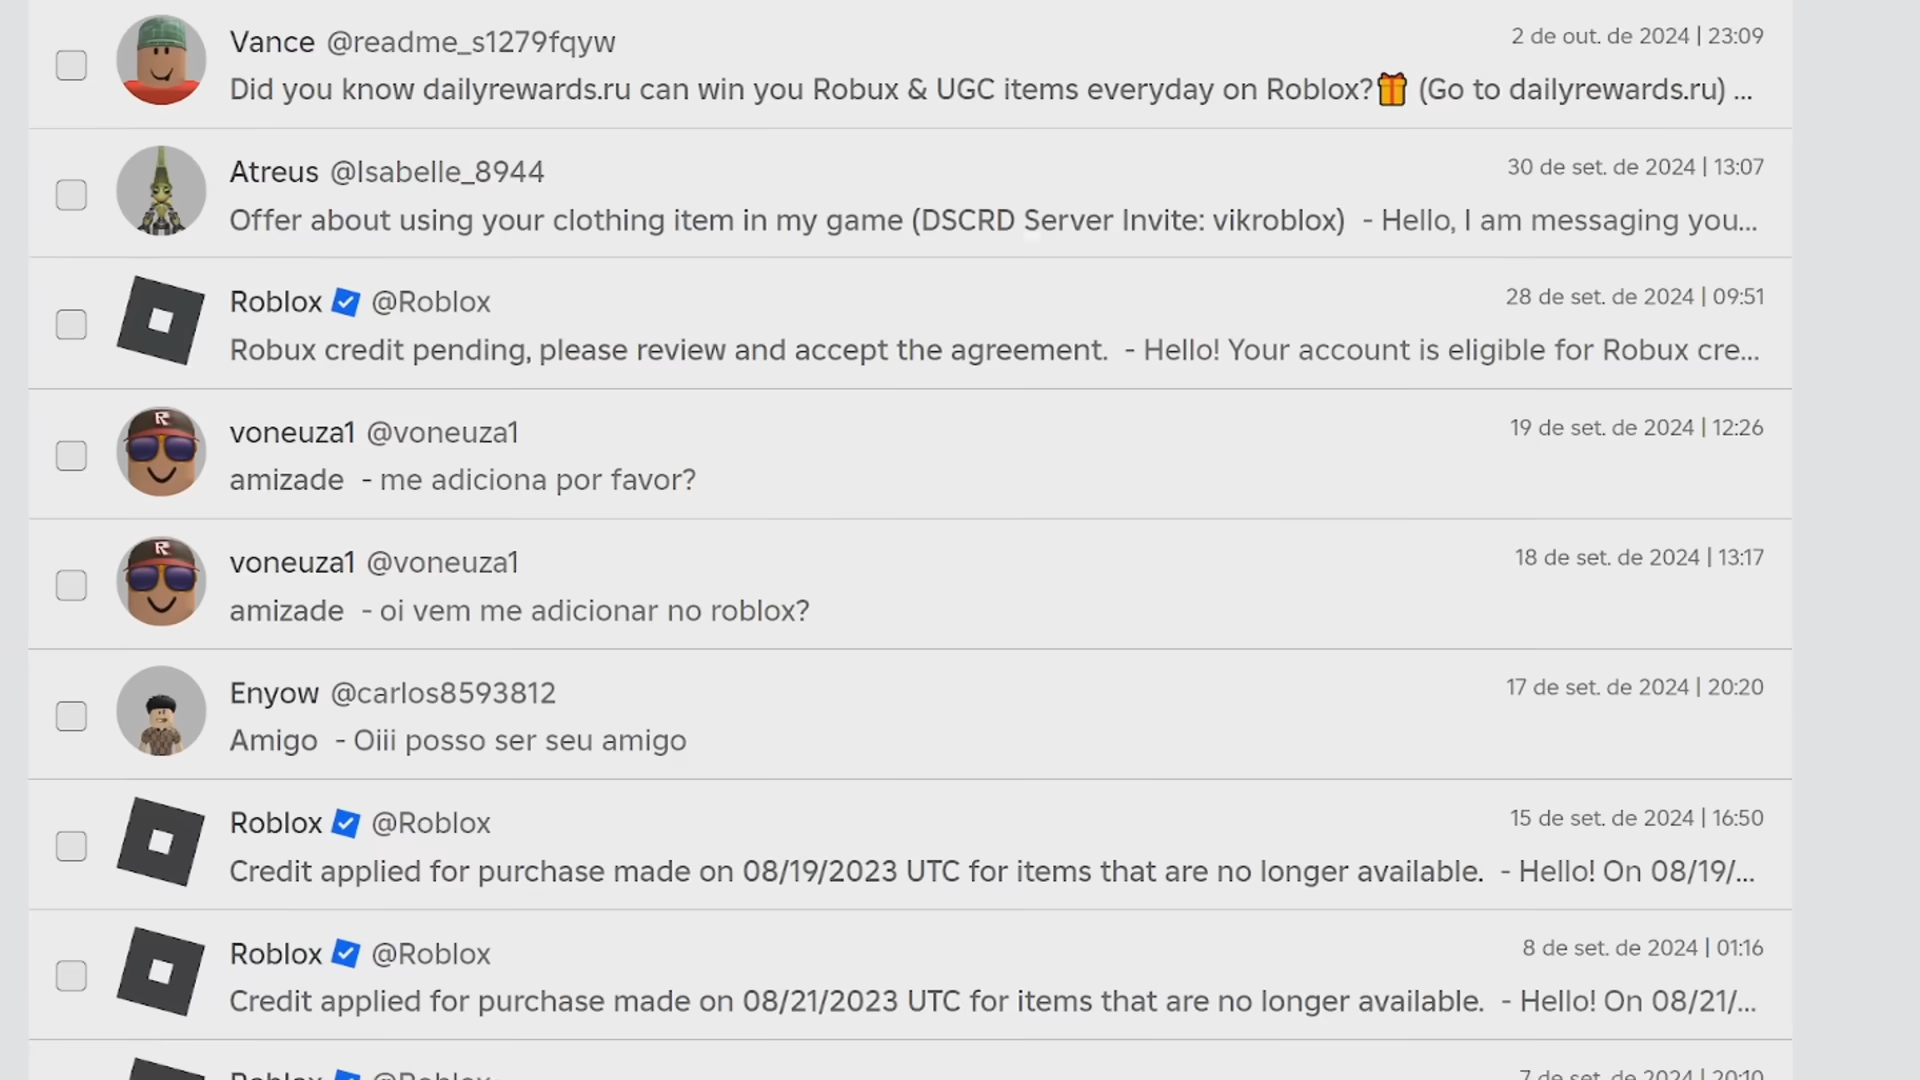 Vance @readme_s1279fqyw
2 de out. de 2024 | 23:09
Did you know dailyrewards.ru can win you Robux & UGC items everyday on Roblox?🎁 (Go to dailyrewards.ru) ...
Atreus @Isabelle_8944
30 de set. de 2024 | 13:07
Offer about using your clothing item in my game (DSCRD Server Invite: vikroblox) - Hello, I am messaging you...
Roblox @Roblox
28 de set. de 2024 | 09:51
Robux credit pending, please review and accept the agreement. - Hello! Your account is eligible for Robux cre...
R
voneuza1 @voneuza1
19 de set. de 2024 | 12:26
amizade - me adiciona por favor?
R
voneuza1 @voneuza1
18 de set. de 2024 | 13:17
amizade - oi vem me adicionar no roblox?
Enyow @carlos8593812
17 de set. de 2024 | 20:20
Amigo - Oiii posso ser seu amigo
Roblox @Roblox
15 de set. de 2024 | 16:50
Credit applied for purchase made on 08/19/2023 UTC for items that are no longer available. - Hello! On 08/19/...
Roblox @Roblox
8 de set. de 2024 | 01:16
Credit applied for purchase made on 08/21/2023 UTC for items that are no longer available. - Hello! On 08/21/...
Roblox @Roblox
7 de set. de 2024 | 20:10